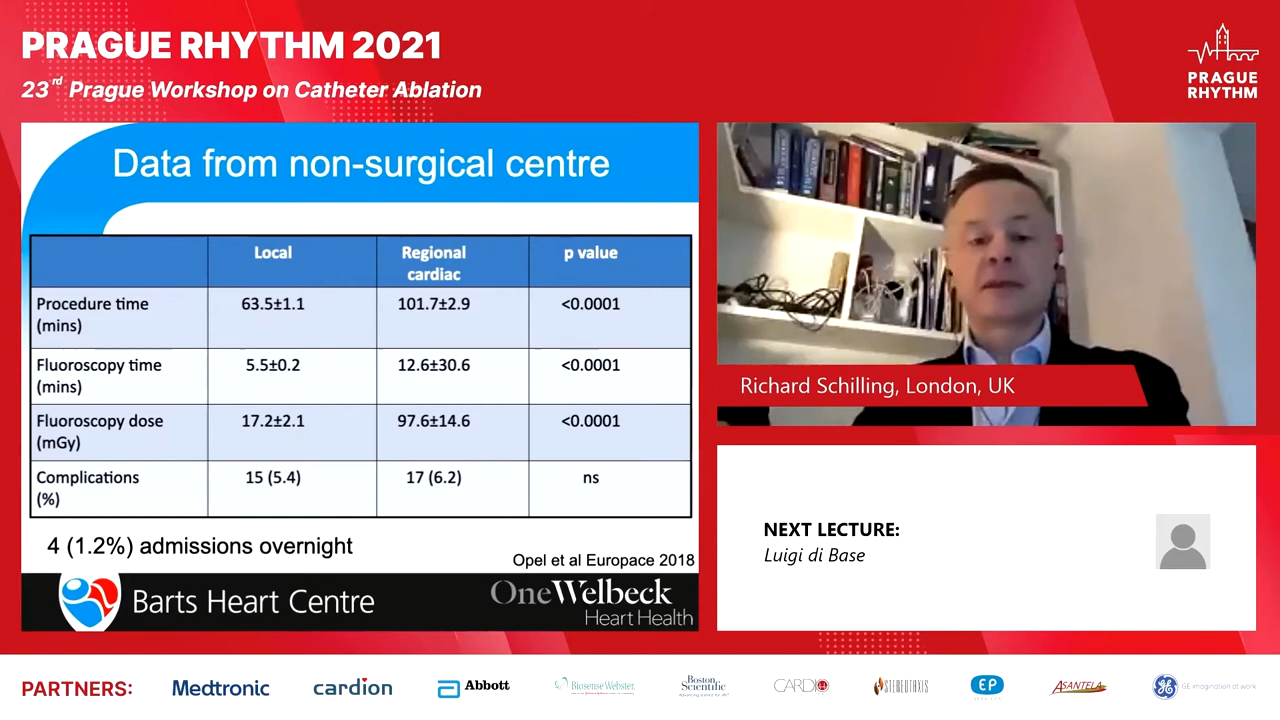 PRAGUE RHYTHM 2021
23rd Prague Workshop on Catheter Ablation
PRAGUE
RHYTHM
Data from non-surgical centre
Local
Regional
cardiac
p value
Procedure time
(mins)
63.5±1.1
101.7±2.9
<0.0001
Fluoroscopy time
(mins)
5.5±0.2
12.6±30.6
<0.0001
Fluoroscopy dose
(mGy)
17.2±2.1
97.6±14.6
<0.0001
Complications
(%)
15 (5.4)
17 (6.2)
ns
4 (1.2%) admissions overnight
Opel et al Europace 2018
Barts Heart Centre
OneWelbeck
Heart Health
Richard Schilling, London, UK
NEXT LECTURE:
Luigi di Base
PARTNERS:
Medtronic
cardion
Abbott
Biosense Webster
Boston
Scientific
CARDIO
STEREOTAXIS
EP
SERVICES
ASANTELA
GE imagination at work